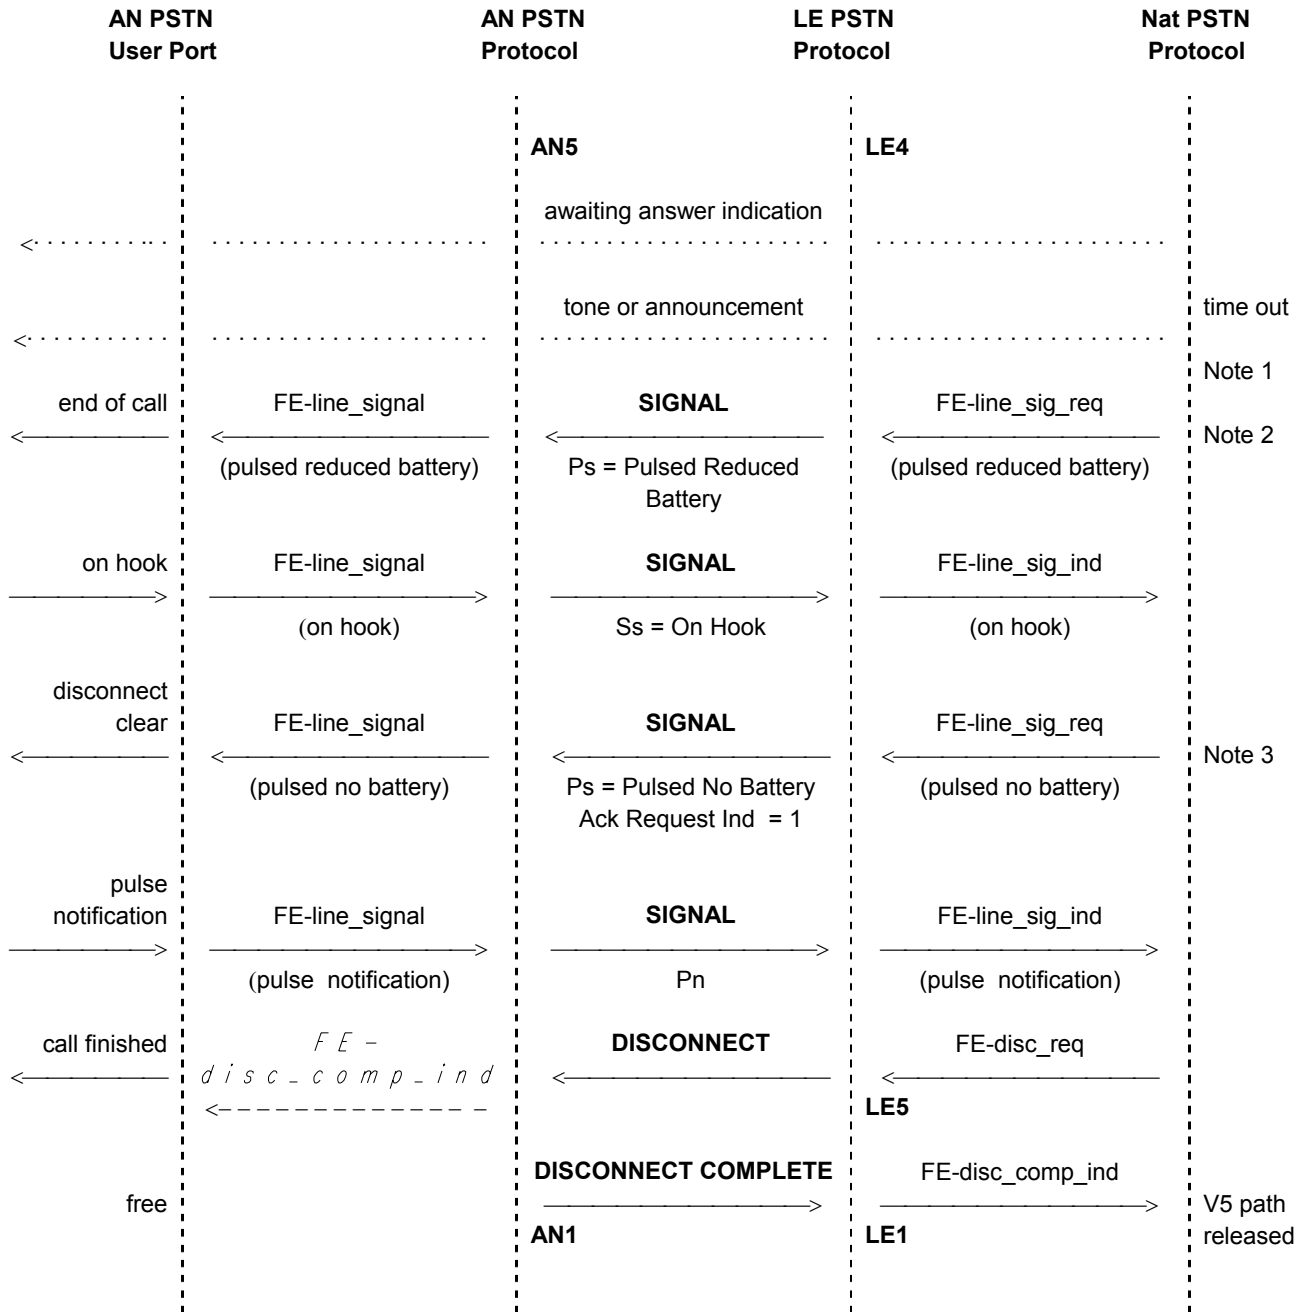 AN PSTN AN PSTN LE PSTN Nat PSTN
User Port Protocol Protocol Protocol
AN5 LE4
awaiting answer indication
tone or announcement time out
Note 1
end of call FE-line_signal SIGNAL FE-line_sig_req
Note 2
(pulsed reduced battery) Ps = Pulsed Reduced (pulsed reduced battery)
Battery
on hook FE-line_signal SIGNAL FE-line_sig_ind
(on hook) Ss = On Hook (on hook)
disconnect
clear FE-line_signal SIGNAL FE-line_sig_req
Note 3
(pulsed no battery) Ps = Pulsed No Battery (pulsed no battery)
Ack Request Ind = 1
pulse
notification FE-line_signal SIGNAL FE-line_sig_ind
(pulse notification) Pn (pulse notification)
call finished FE- DISCONNECT FE-disc_req
disc_comp_ind
LE5
DISCONNECT COMPLETE FE-disc_comp_ind
free V5 path
AN1 LE1 released